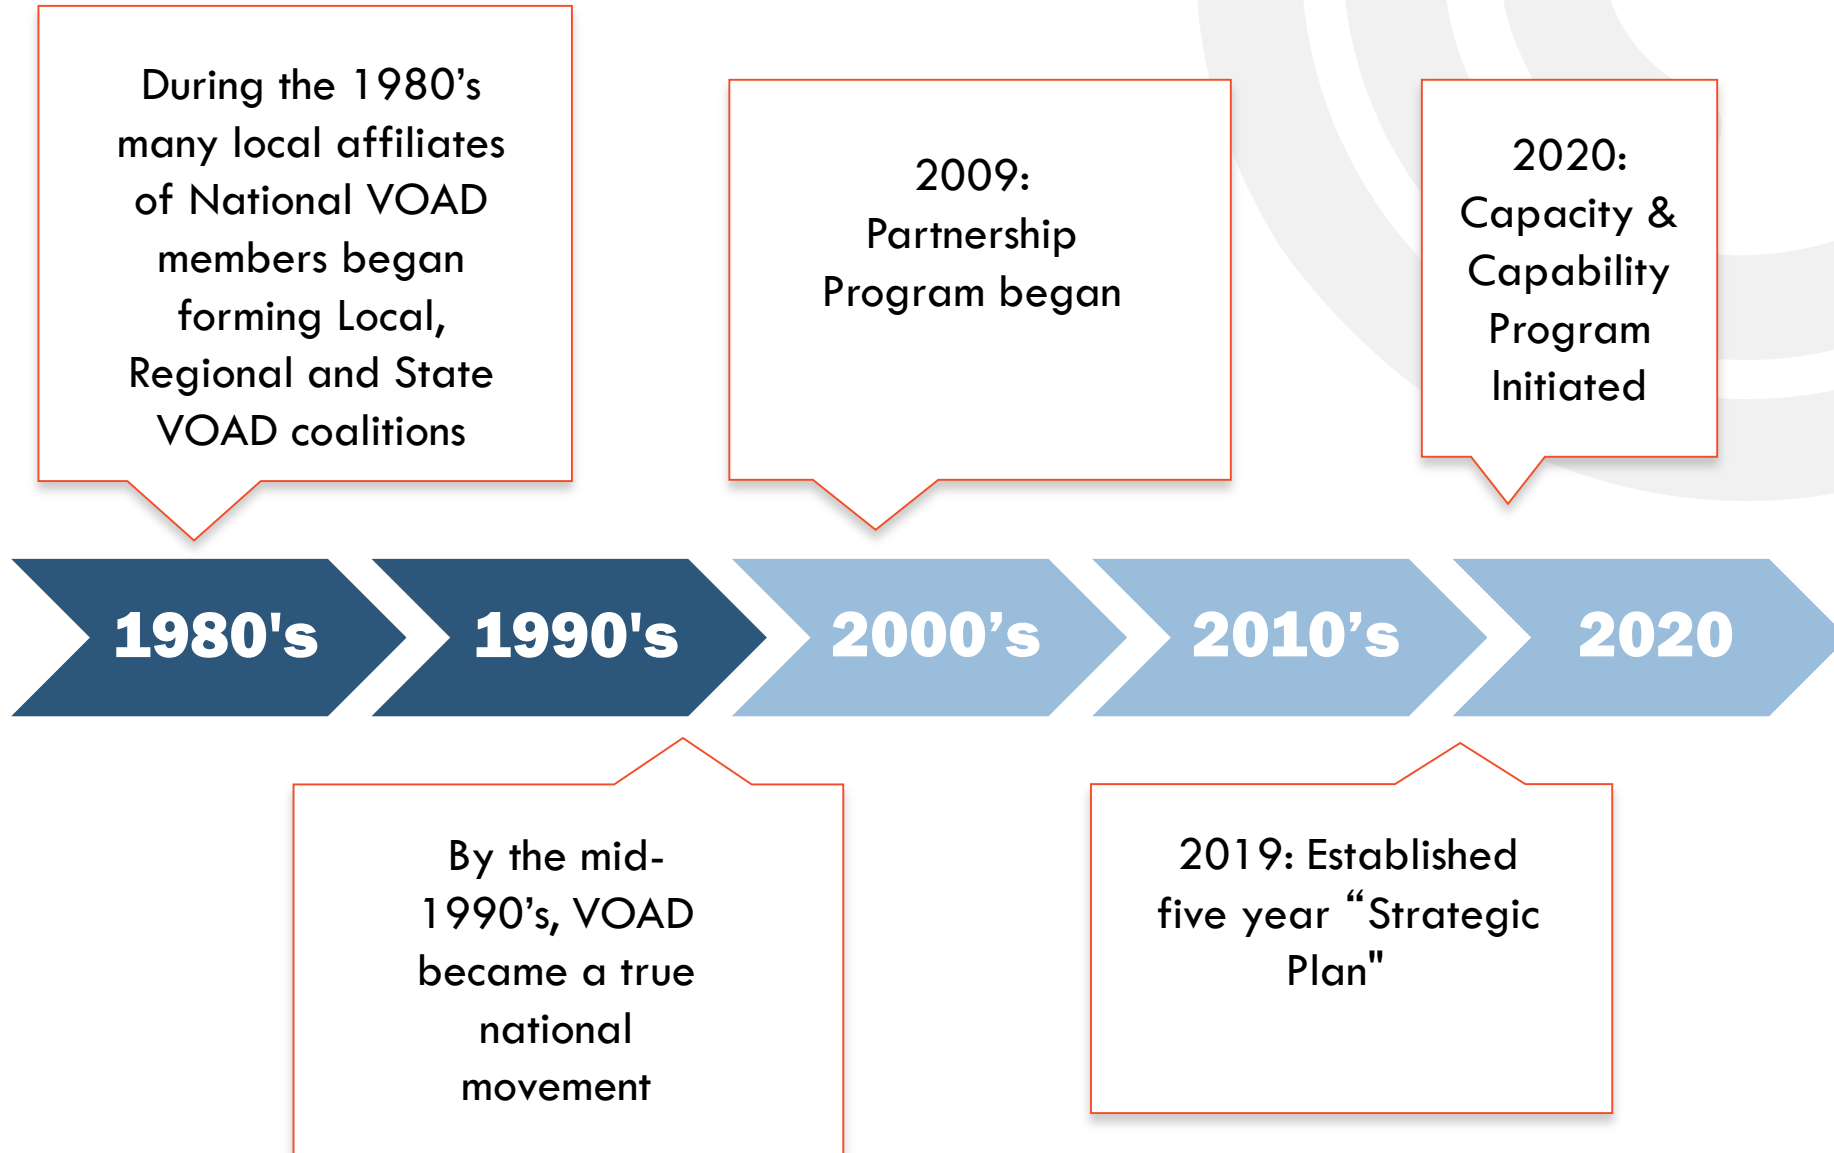 During the 1980’s
many local affiliates
of National VOAD
members began
forming Local,
Regional and State
VOAD coalitions
2009:
Partnership
Program began
2020:
Capacity &
Capability
Program
Initiated
1980's
1990's
2000’s
2010’s
2020
By the mid-
1990’s, VOAD
became a true
national
movement
2019: Established
five year “Strategic
Plan"